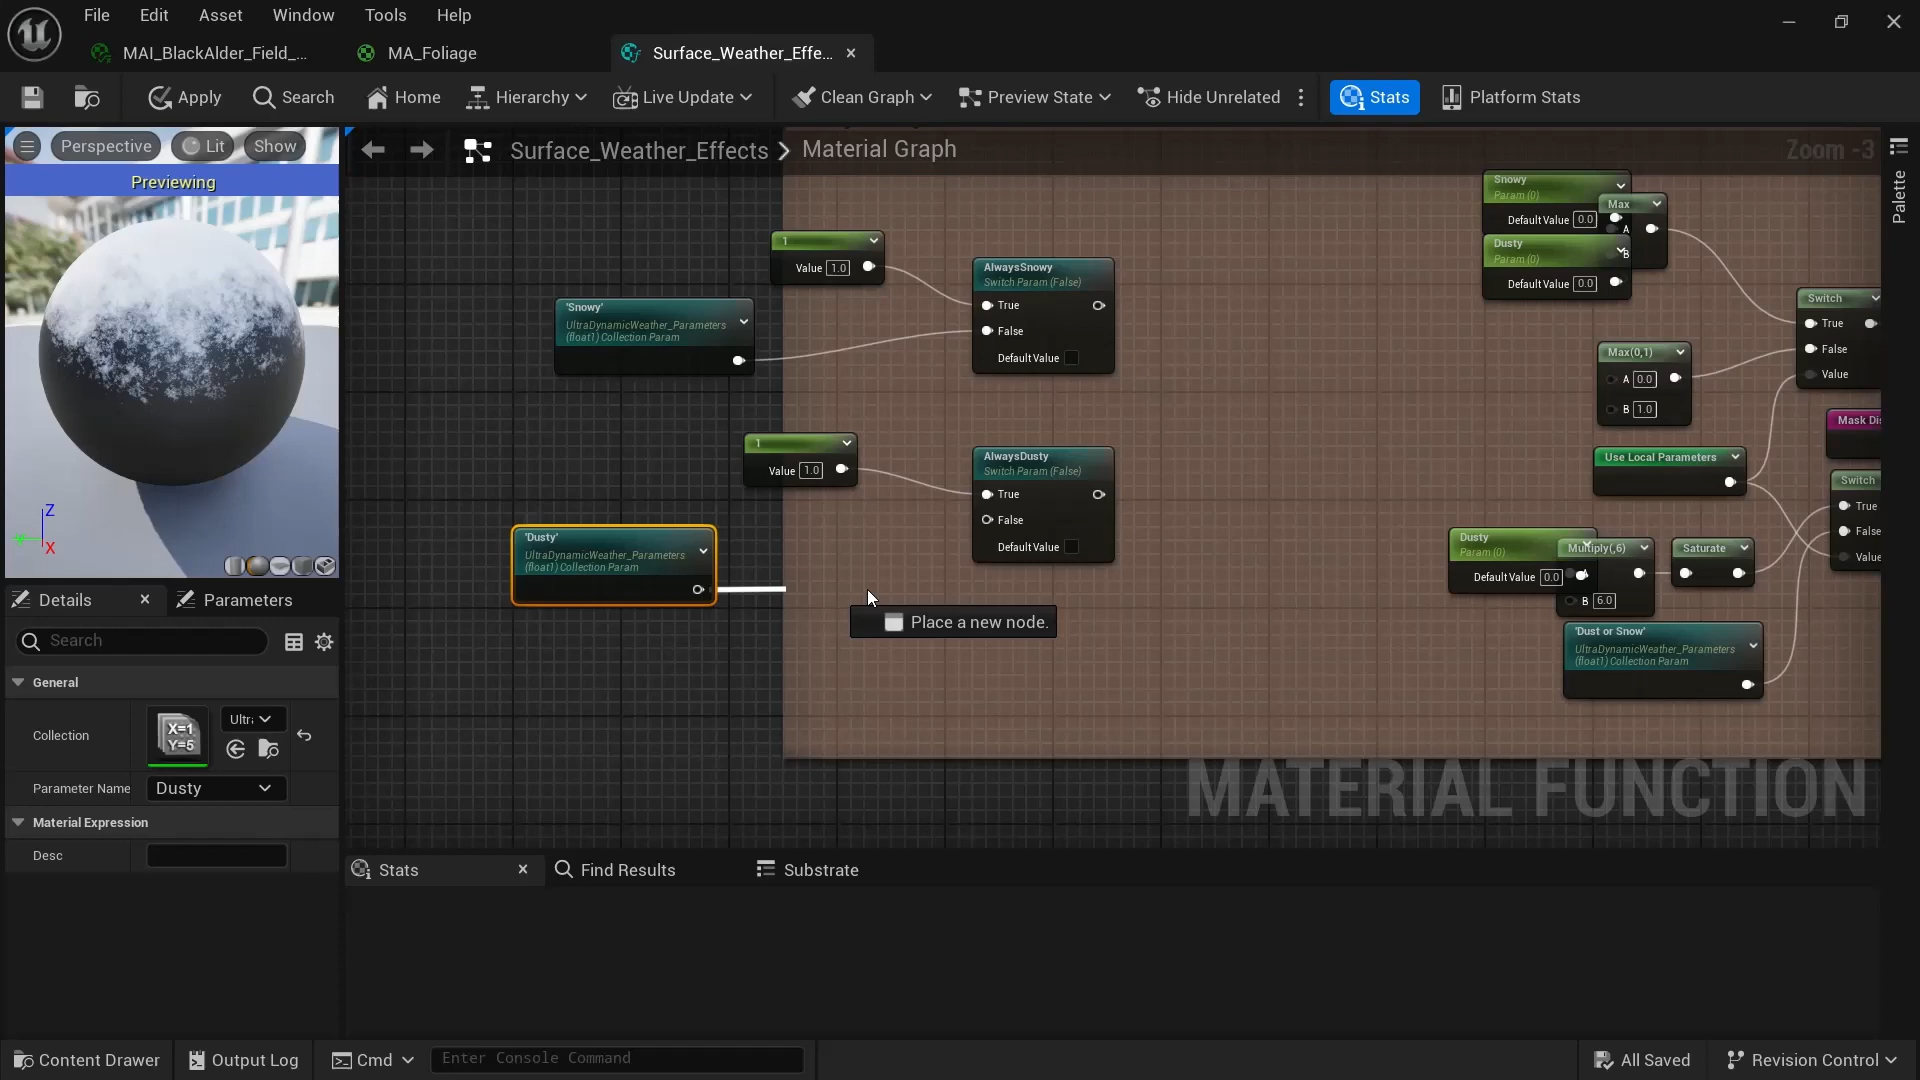 File Edit Asset Window Tools Help
MAI_BlackAlder_Field_... MA_Foliage Surface_Weather_Effe...
Apply Search Home Hierarchy Live Update Clean Graph Preview State Hide Unrelated Stats Platform Stats
Perspective Lit Show
Previewing
Z
X
Surface_Weather_Effects Material Graph Zoom -3
Palette
1
Value 1.0
'Snowy'
UltraDynamicWeather_Parameters
(float1) Collection Param
AlwaysSnowy
Switch Param (False)
True
False
Default Value
1
Value 1.0
AlwaysDusty
Switch Param (False)
True
False
Default Value
'Dusty'
UltraDynamicWeather_Parameters
(float1) Collection Param
Place a new node.
Snowy
Param (0)
Default Value 0.0
Max
A
B
Dusty
Param (0)
Default Value 0.0
Switch
True
False
Value
Max(0,1)
A 0.0
B 1.0
Mask Di
Use Local Parameters
Switch
True
False
Value
Dusty
Param (0)
Default Value 0.0
Multiply(,6)
A
B 6.0
Saturate
'Dust or Snow'
UltraDynamicWeather_Parameters
(float1) Collection Param
MATERIAL FUNCTION
Details Parameters
Search
General
Collection X=1 Y=5 Ultr
Parameter Name Dusty
Material Expression
Desc
Stats Find Results Substrate
Content Drawer Output Log Cmd Enter Console Command All Saved Revision Control